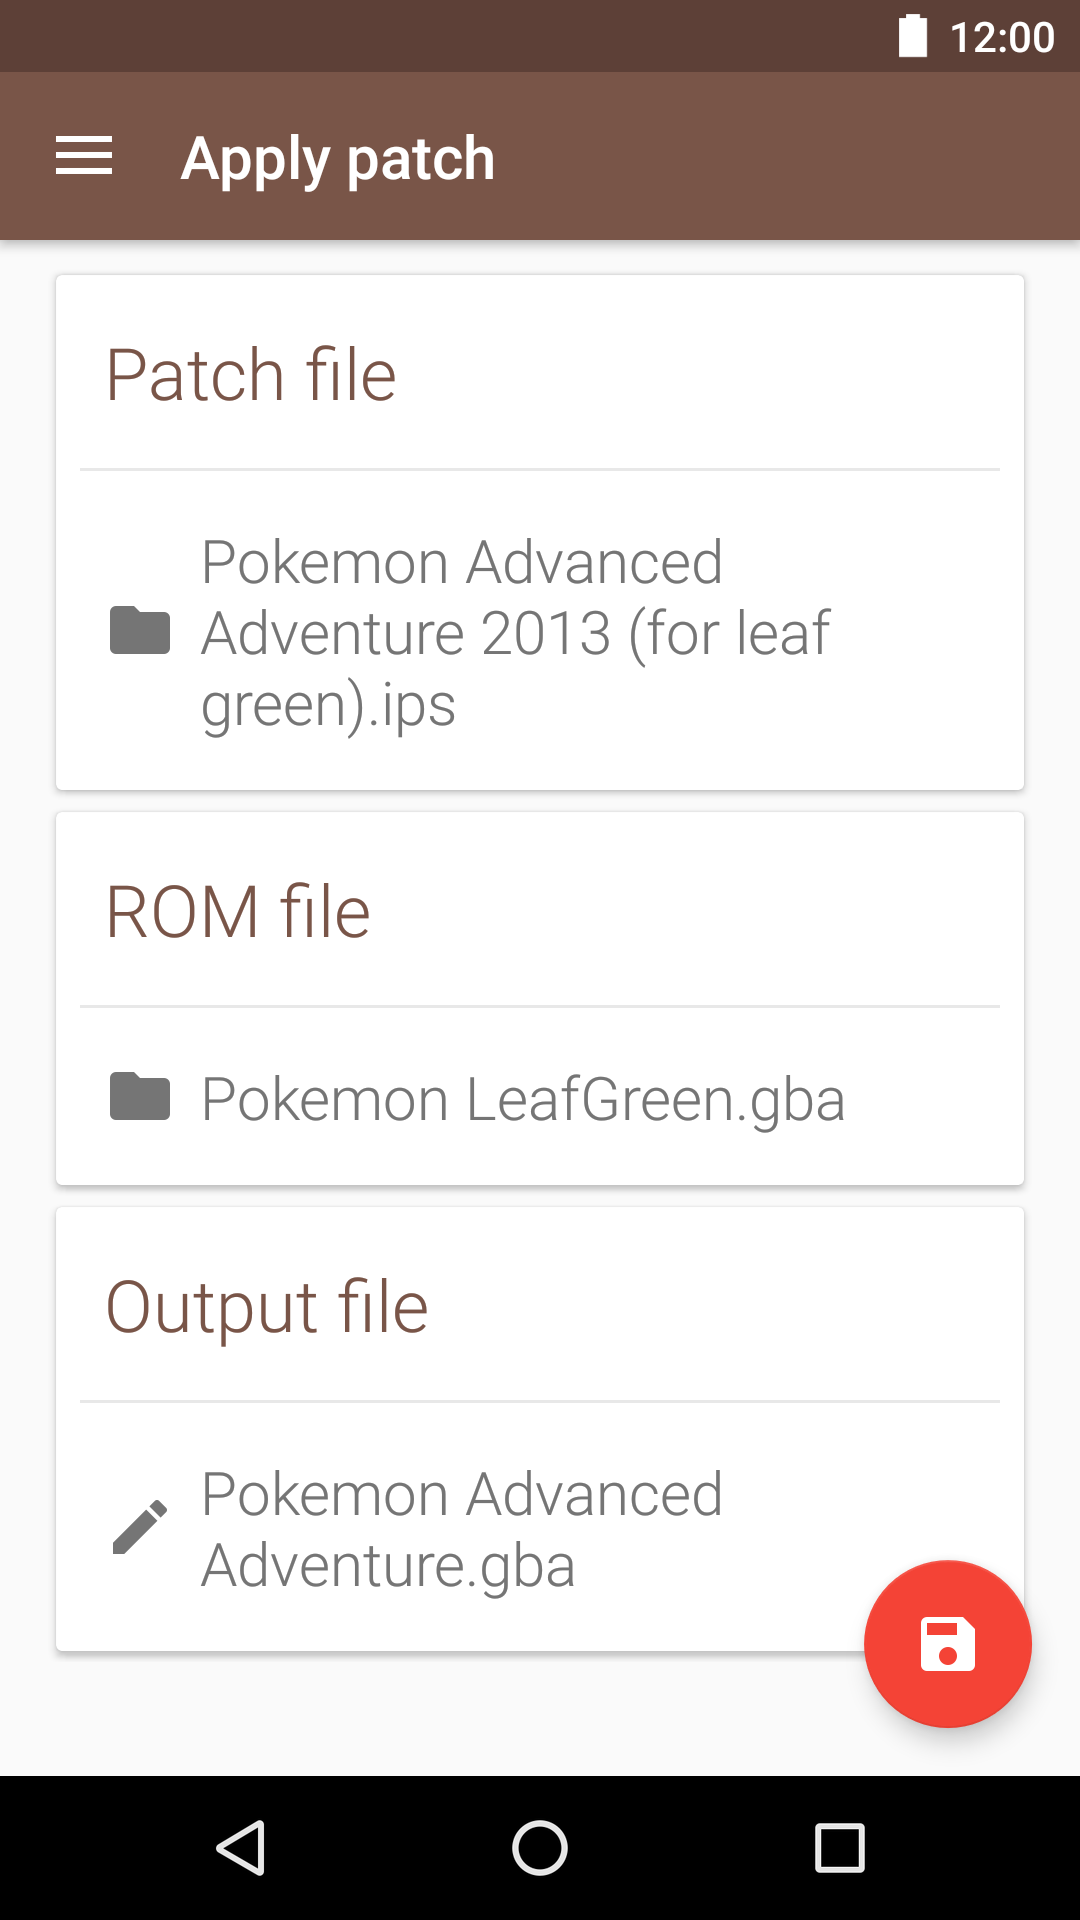 12:00
Apply patch
Patch file
Pokemon Advanced
Adventure 2013 (for leaf
green).ips
ROM file
Pokemon LeafGreen.gba
Output file
Pokemon Advanced
Adventure.gba